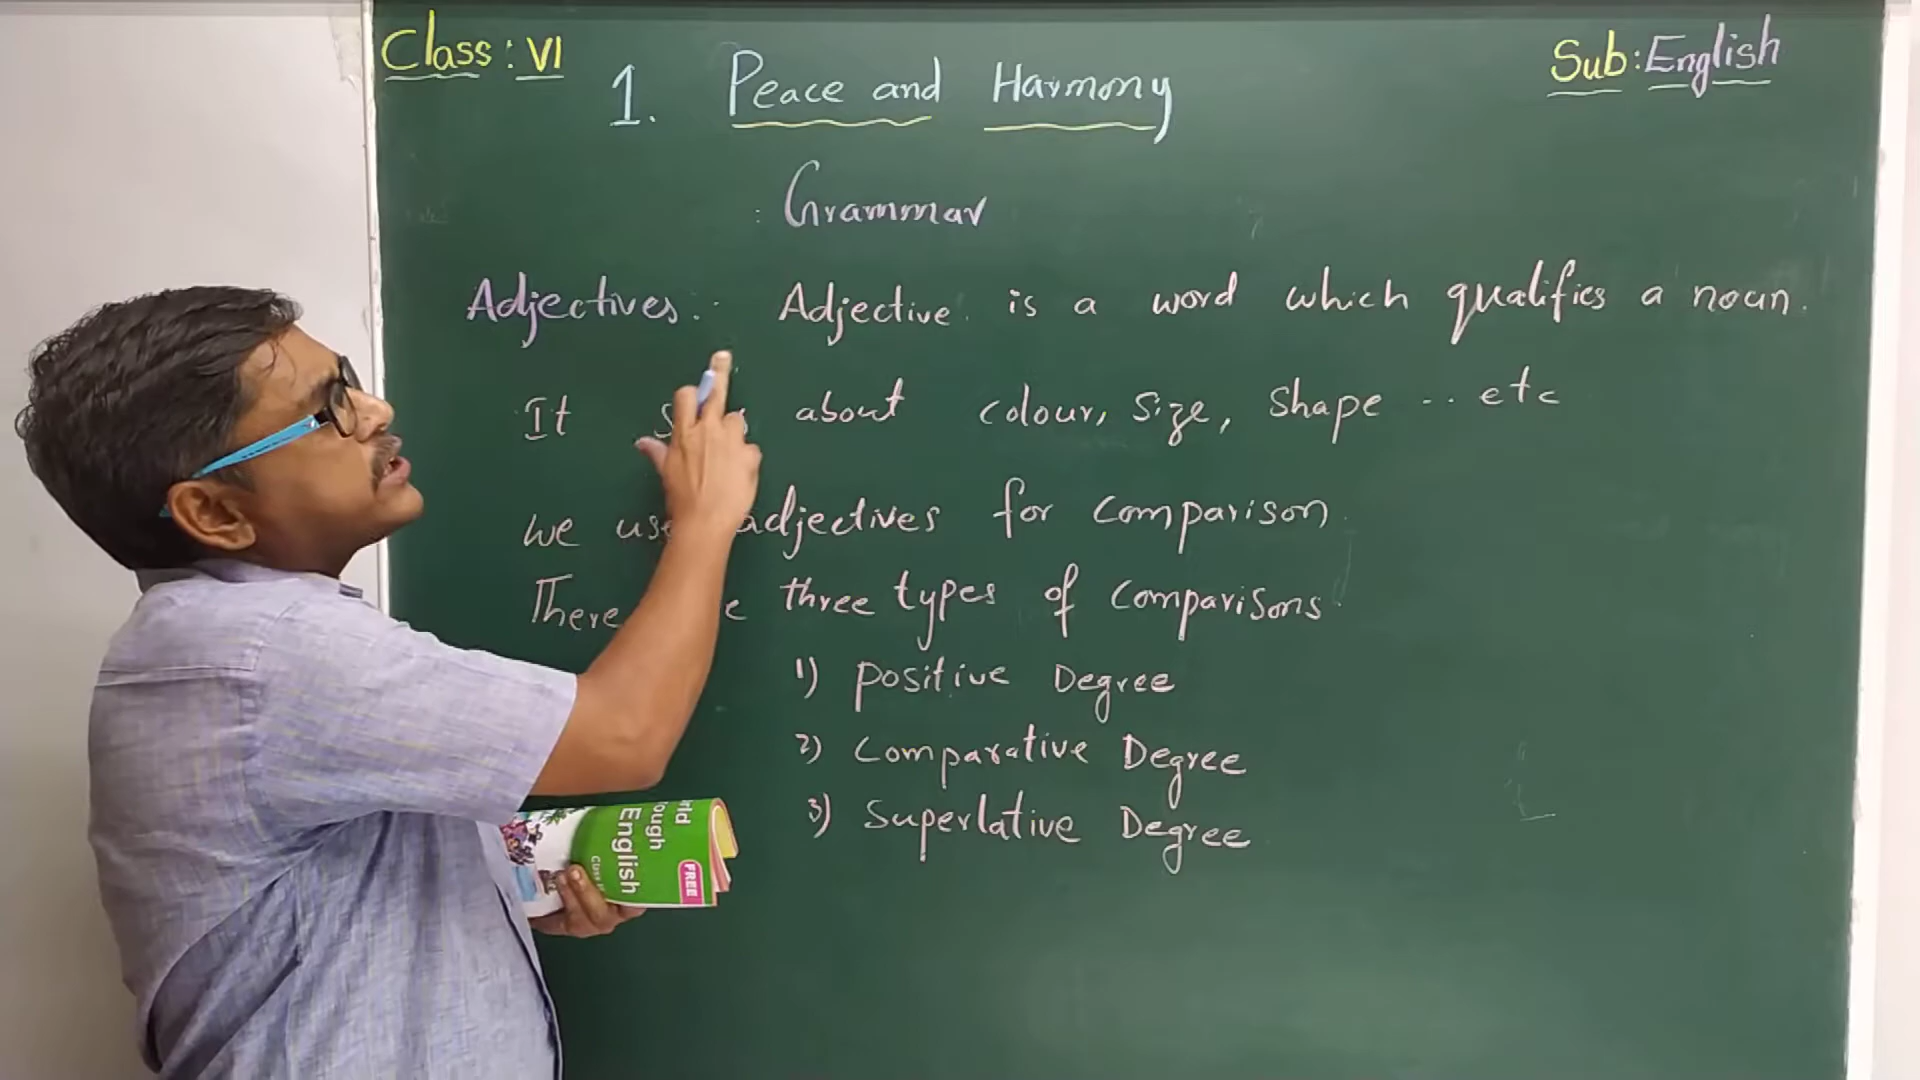 Class: VI
Sub: English
1. Peace and Harmony
Grammar
Adjectives: Adjective is a word which qualifies a noun.
It about colour, size, shape .. etc
we use adjectives for comparison
There three types of comparisons.
1) positive Degree
2) comparative Degree
3) superlative Degree
English
FREE